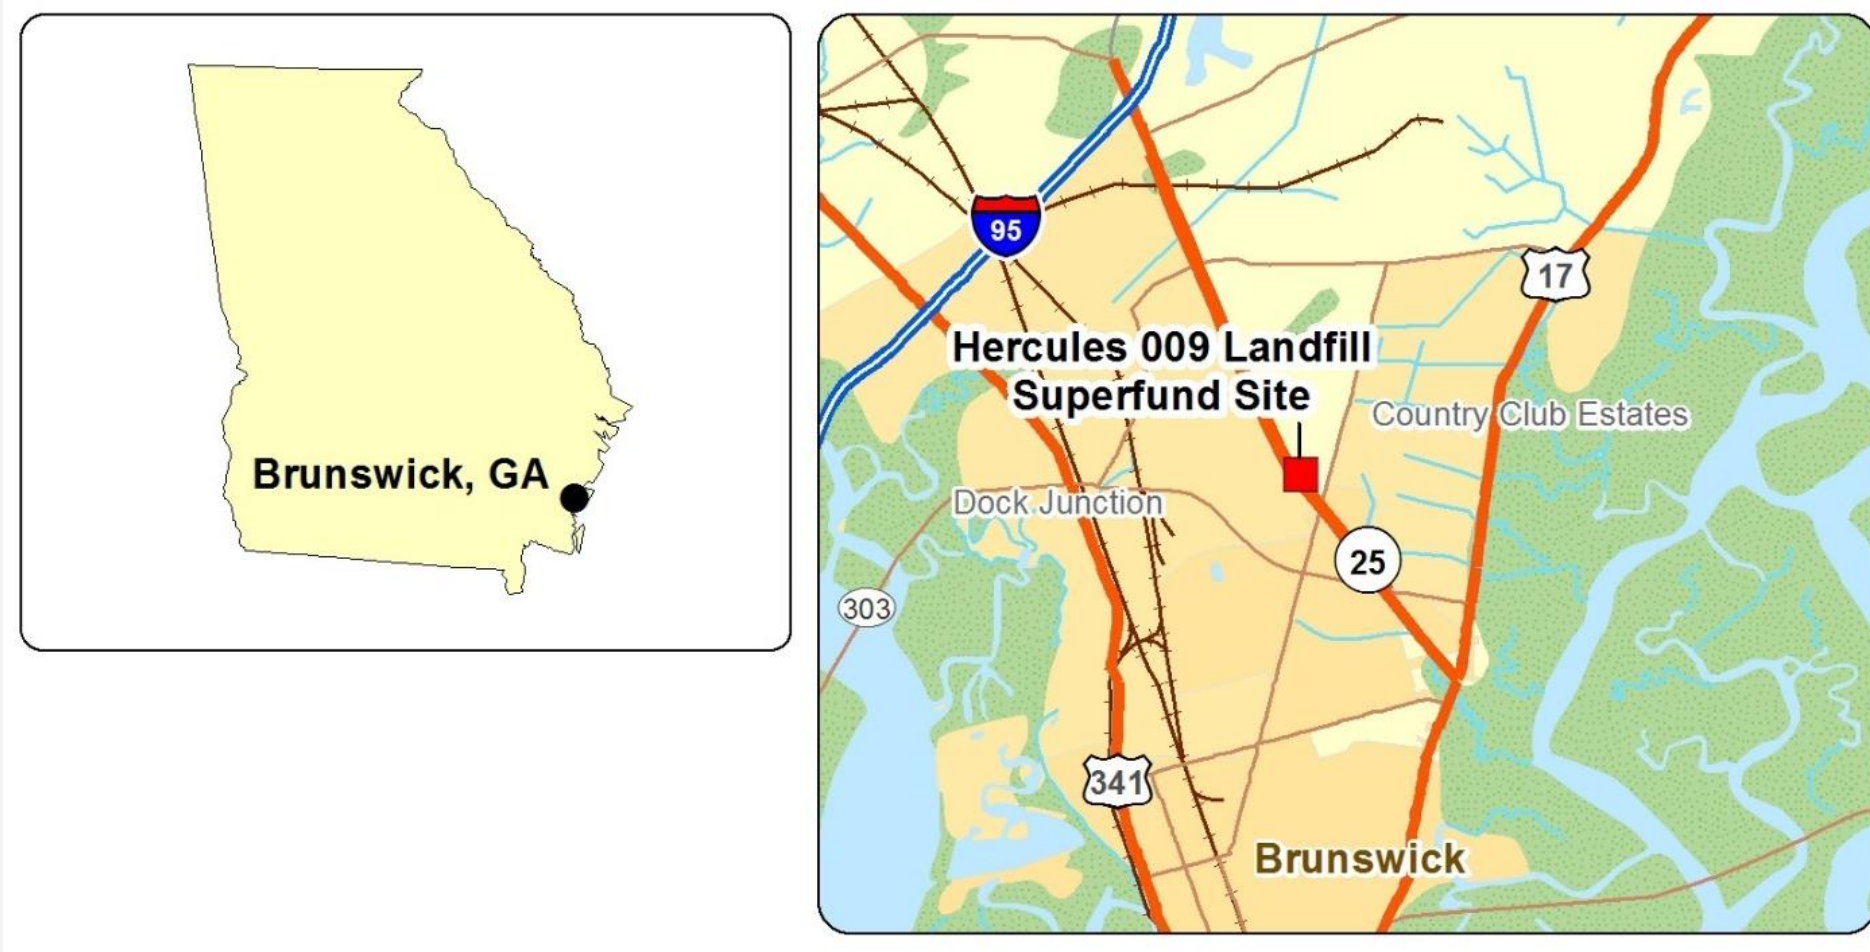 Brunswick, GA
95
17
Hercules 009 Landfill
Superfund Site
Country Club Estates
Dock Junction
25
303
341
Brunswick